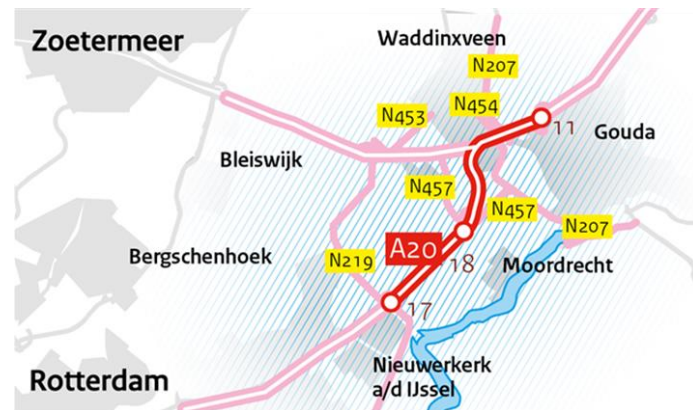 Zoetermeer
Waddinxveen
N207
N453
N454
11
Gouda
Bleiswijk
N457
N457
N207
Bergschenhoek
N219
A20
18
Moordrecht
17
Nieuwerkerk
a/d IJssel
Rotterdam